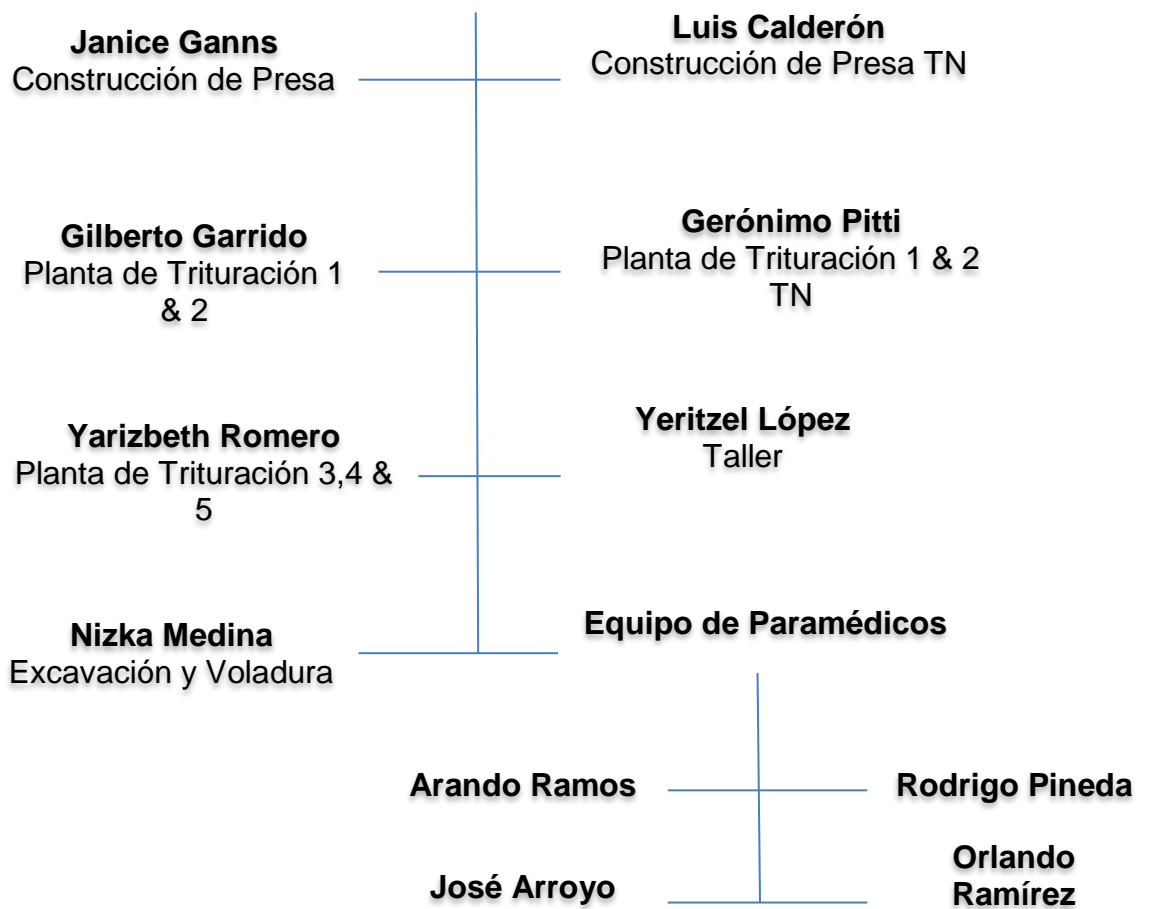 Janice Ganns
Construcción de Presa
Luis Calderón
Construcción de Presa TN
Gilberto Garrido
Planta de Trituración 1
& 2
Gerónimo Pitti
Planta de Trituración 1 & 2
TN
Yarizbeth Romero
Planta de Trituración 3,4 &
5
Yeritzel López
Taller
Nizka Medina
Excavación y Voladura
Equipo de Paramédicos
Arando Ramos
Rodrigo Pineda
José Arroyo
Orlando
Ramírez